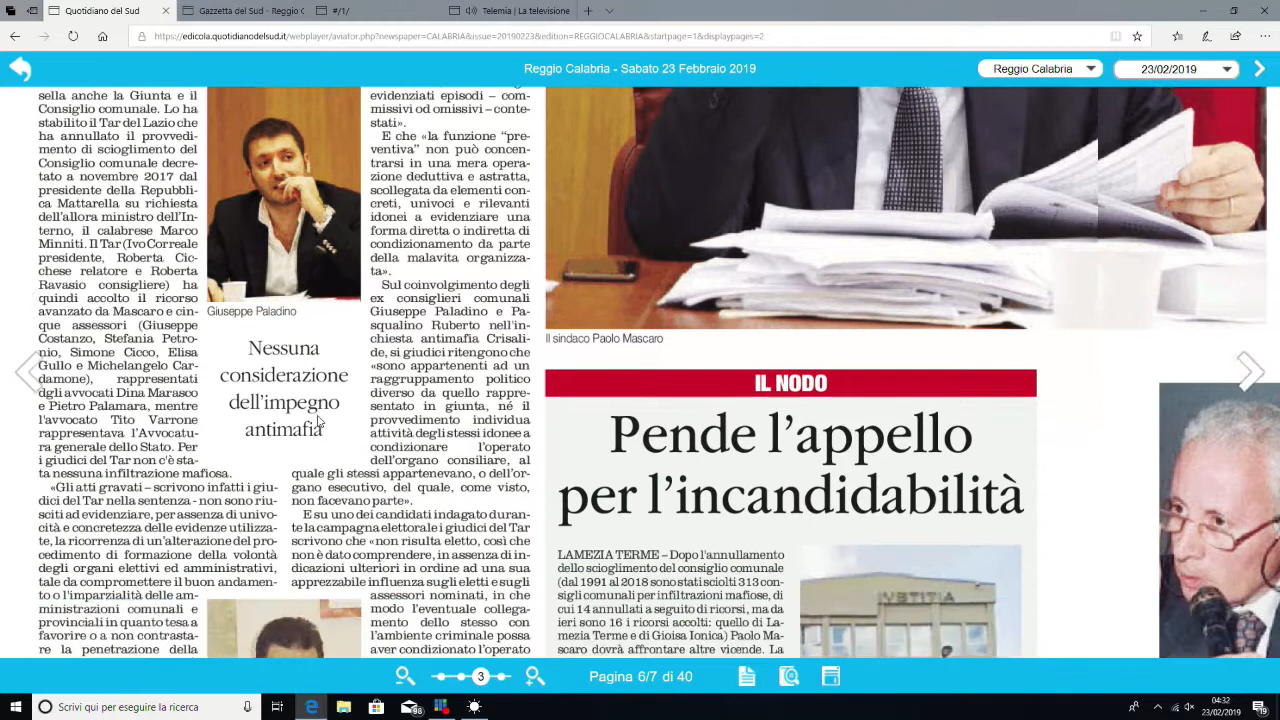 Quotidiano del Sud
Gazzetta del Sud
Reggio C
(2) #/1/
Telemia | Telegior
Quotidiano del S
https://edicola.quotidianodelsud.it/webplayer/aviator.php?newspaper=CALABRIA&issue=20190223&edition=REGGIOCALABRIA&startpage=1&displaypages=2
Reggio Calabria - Sabato 23 Febbraio 2019
Reggio Calabria
23/02/2019
sella anche la Giunta e il
Consiglio comunale. Lo ha
stabilito il Tar del Lazio che
ha annullato il provvedi-
mento di scioglimento del
Consiglio comunale decre-
tato a novembre 2017 dal
presidente della Repubbli-
ca Mattarella su richiesta
dell'allora ministro dell'In-
terno, il calabrese Marco
Minniti. Il Tar (Ivo Correale
presidente, Roberta Cic-
chese relatore e Roberta
Ravasio consigliere) ha
quindi accolto il ricorso
avanzato da Mascaro e cin-
que assessori (Giuseppe
Costanzo, Stefania Petro-
nio, Simone Cicco, Elisa
Gullo e Michelangelo Car-
damone), rappresentati
dgli avvocati Dina Marasco
e Pietro Palamara, mentre
l'avvocato Tito Varrone
rappresentava l'Avvocatu-
ra generale dello Stato. Per
i giudici del Tar non c'è sta-
ta nessuna infiltrazione mafiosa.
«Gli atti gravati – scrivono infatti i giu-
dici del Tar nella sentenza - non sono riu-
sciti ad evidenziare, per assenza di univo-
cità e concretezza delle evidenze utilizza-
te, la ricorrenza di un'alterazione del pro-
cedimento di formazione della volontà
degli organi elettivi ed amministrativi,
tale da compromettere il buon andamen-
to o l'imparzialità delle am-
ministrazioni comunali e
provinciali in quanto tesa a
favorire o a non contrasta-
re la penetrazione della
Giuseppe Paladino
Nessuna
considerazione
dell'impegno
antimafia
evidenziati episodi – com-
missivi od omissivi – conte-
stati».
E che «la funzione “pre-
ventiva” non può concen-
trarsi in una mera opera-
zione deduttiva e astratta,
scollegata da elementi con-
creti, univoci e rilevanti
idonei a evidenziare una
forma diretta o indiretta di
condizionamento da parte
della malavita organizza-
ta».
Sul coinvolgimento degli
ex consiglieri comunali
Giuseppe Paladino e Pa-
squalino Ruberto nell'in-
chiesta antimafia Crisali-
de, si giudici ritengono che
«sono appartenenti ad un
raggruppamento politico
diverso da quello rappre-
sentato in giunta, né il
provvedimento individua
attività degli stessi idonee a
condizionare l'operato
dell'organo consiliare, al
quale gli stessi appartenevano, o dell'or-
gano esecutivo, del quale, come visto,
non facevano parte».
E su uno dei candidati indagato duran-
te la campagna elettorale i giudici del Tar
scrivono che «non risulta eletto, così che
non è dato comprendere, in assenza di in-
dicazioni ulteriori in ordine ad una sua
apprezzabile influenza sugli eletti e sugli
assessori nominati, in che
modo l'eventuale collega-
mento dello stesso con
l'ambiente criminale possa
aver condizionato l'operato
Il sindaco Paolo Mascaro
IL NODO
Pende l'appello
per l'incandidabilità
LAMEZIA TERME – Dopo l'annullamento
dello scioglimento del consiglio comunale
(dal 1991 al 2018 sono stati sciolti 313 con-
sigli comunali per infiltrazioni mafiose, di
cui 14 annullati a seguito di ricorsi, ma da
ieri sono 16 i ricorsi accolti: quello di La-
mezia Terme e di Gioisa Ionica) Paolo Ma-
scaro dovrà affrontare altre vicende. La
IVSTITIA
3
Pagina 6/7 di 40
Scrivi qui per eseguire la ricerca
98
04:32
23/02/2019
19